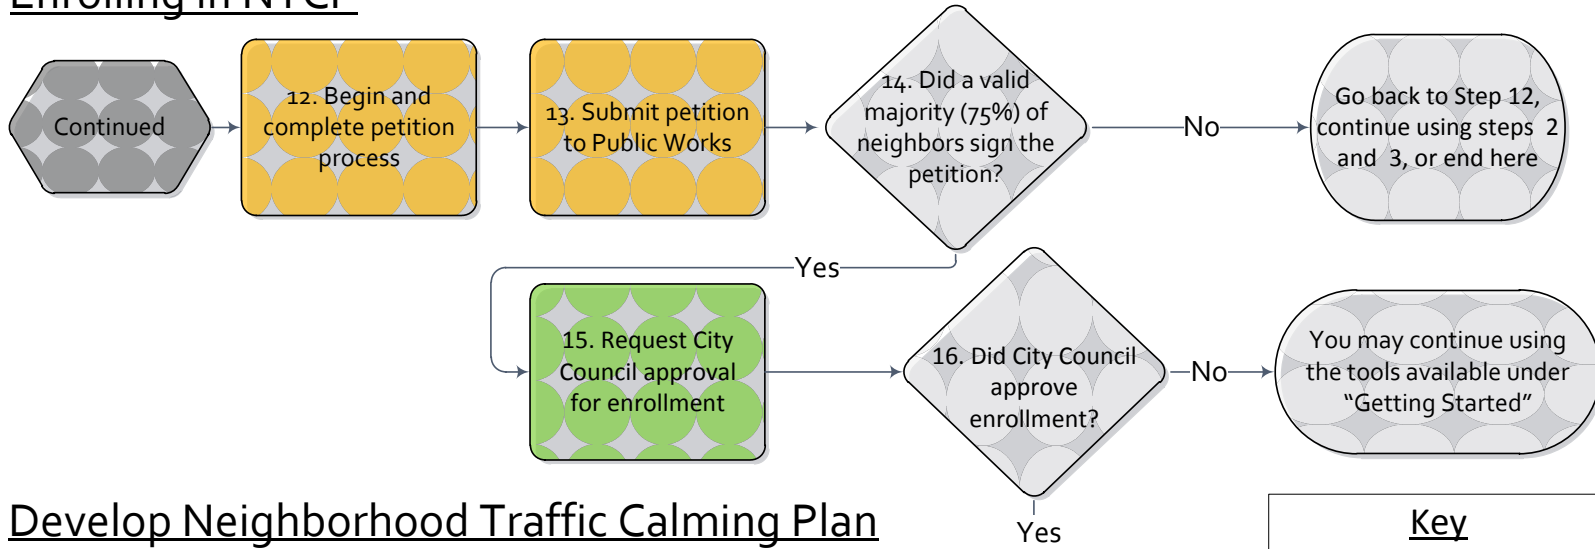 Enrolling in NTCP
Continued
12. Begin and
complete petition
process
13. Submit petition
to Public Works
14. Did a valid
majority (75%) of
neighbors sign the
petition?
No
Go back to Step 12,
continue using steps 2
and 3, or end here
Yes
15. Request City
Council approval
for enrollment
16. Did City Council
approve
enrollment?
No
You may continue using
the tools available under
“Getting Started”
Develop Neighborhood Traffic Calming Plan
Yes
Key